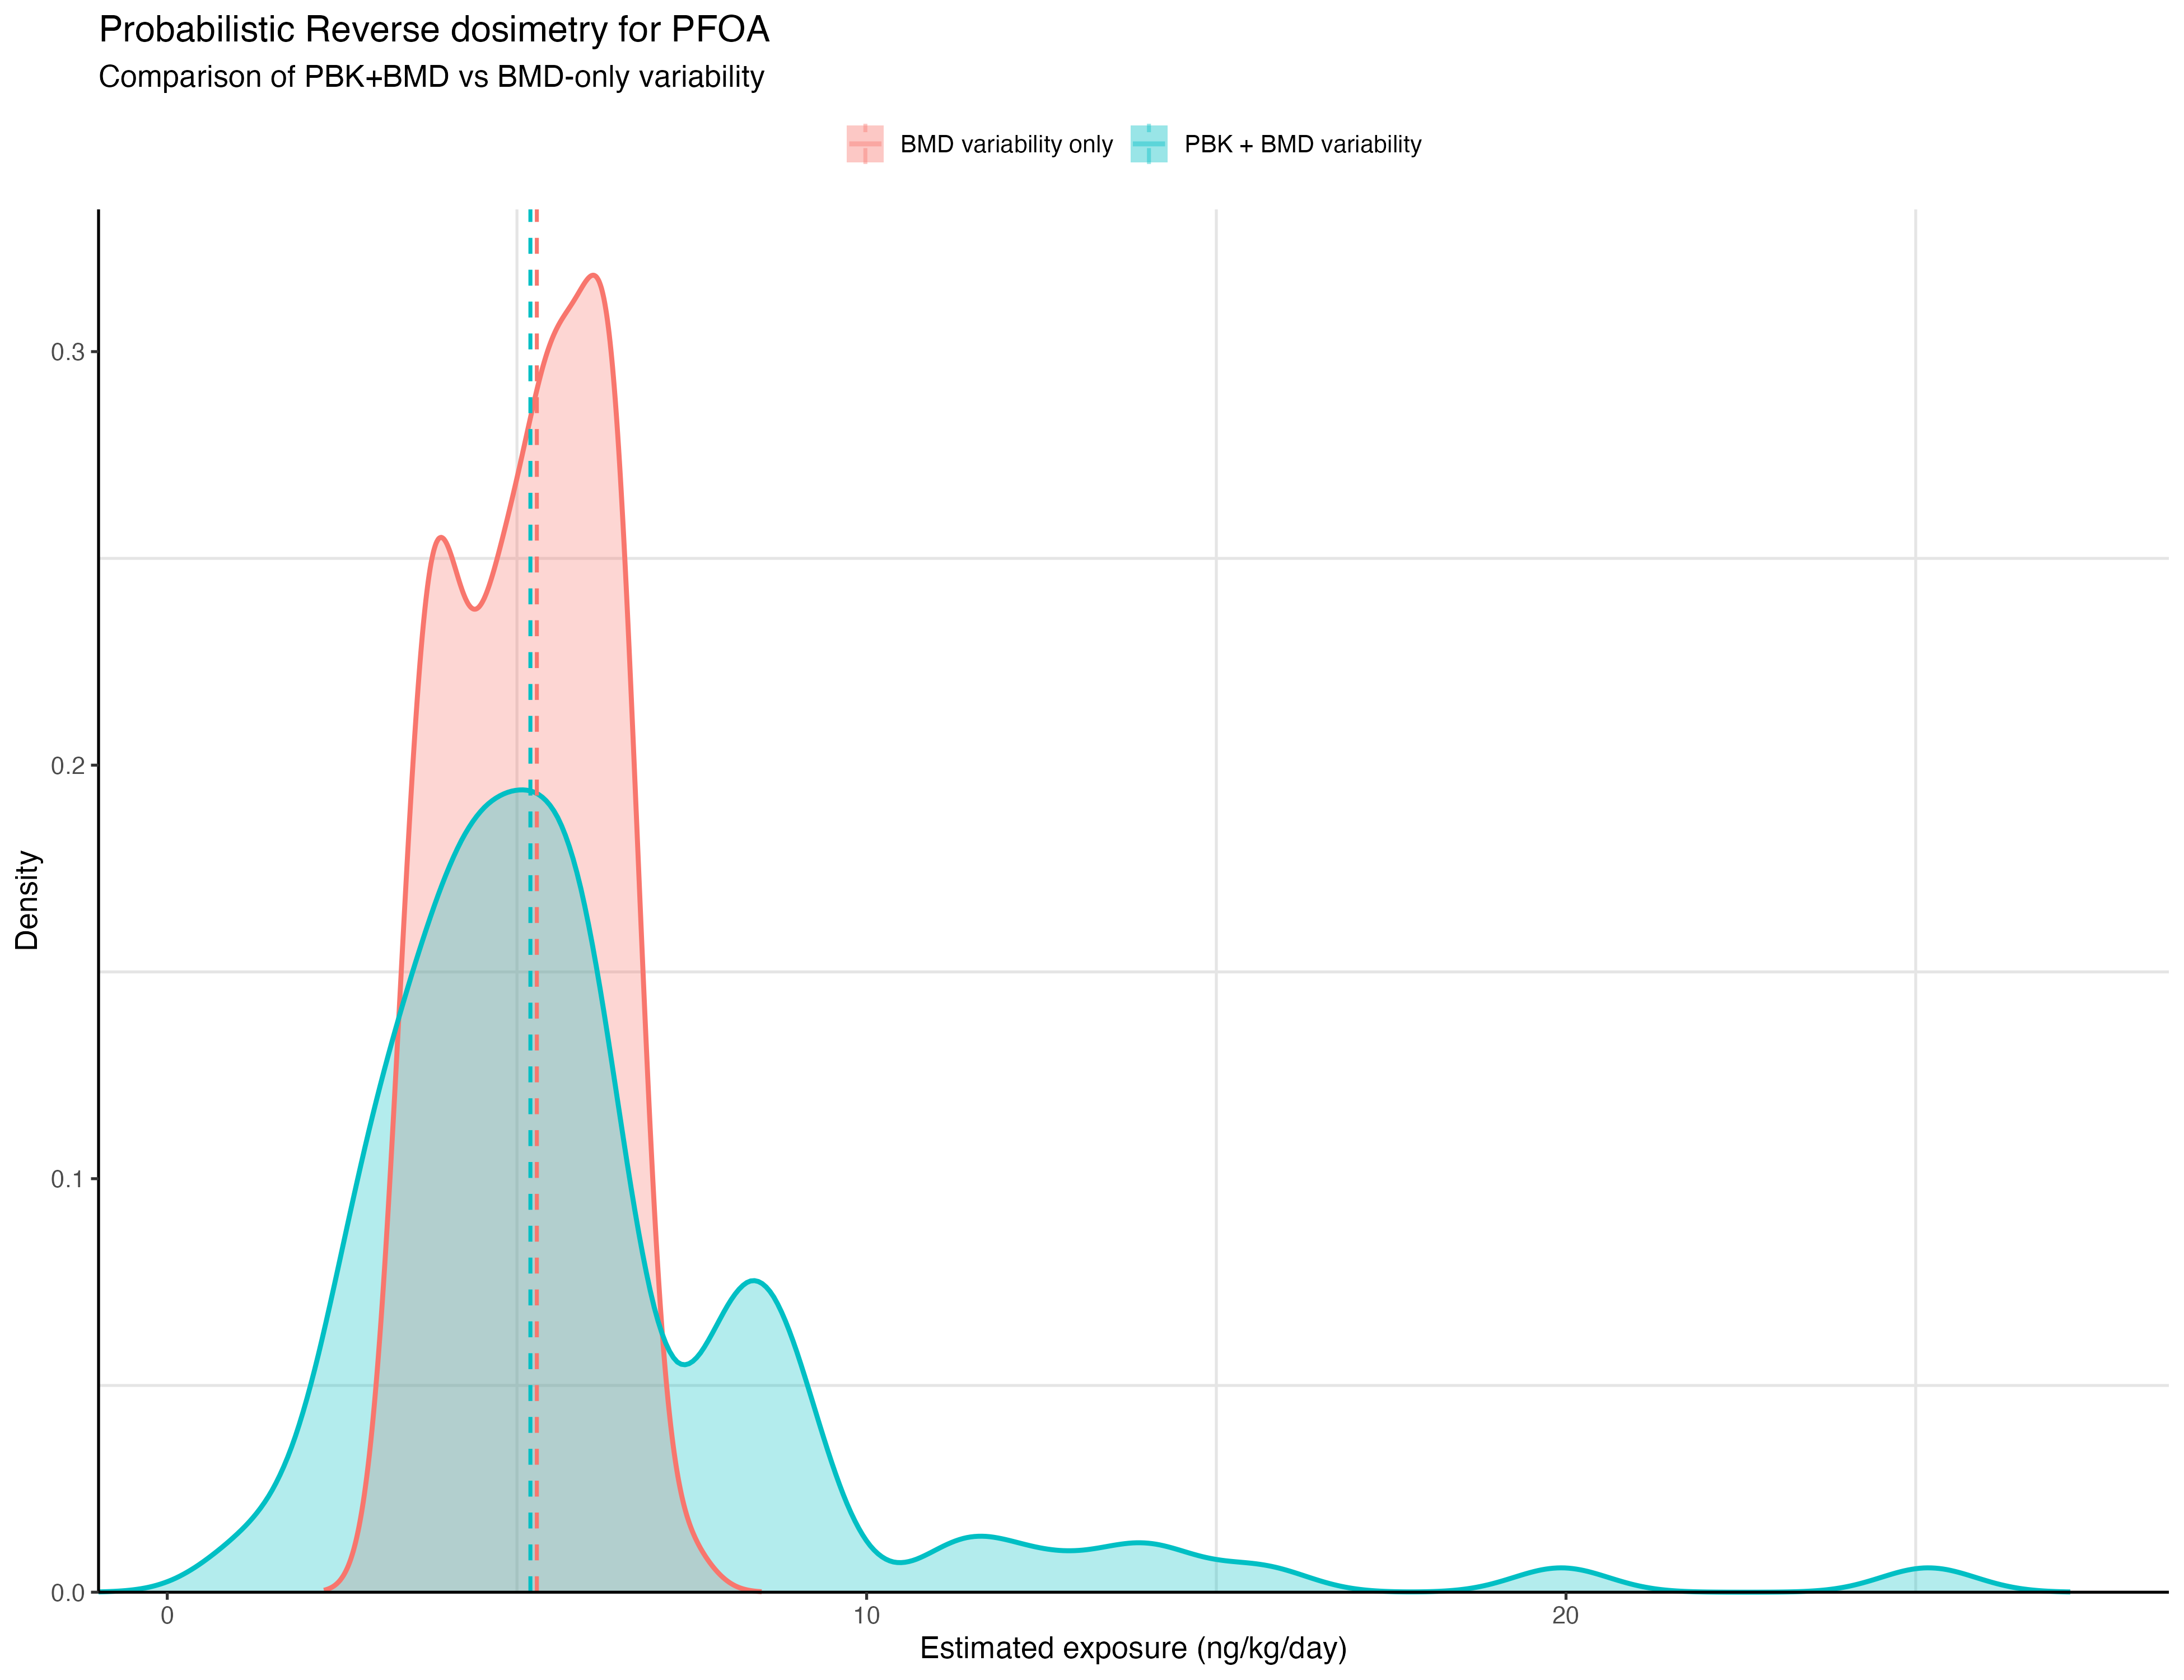 Probabilistic Reverse dosimetry for PFOA
Comparison of PBK+BMD vs BMD-only variability
BMD variability only PBK + BMD variability
0.3
0.2
0.1
0.0
Density
0 10 20
Estimated exposure (ng/kg/day)